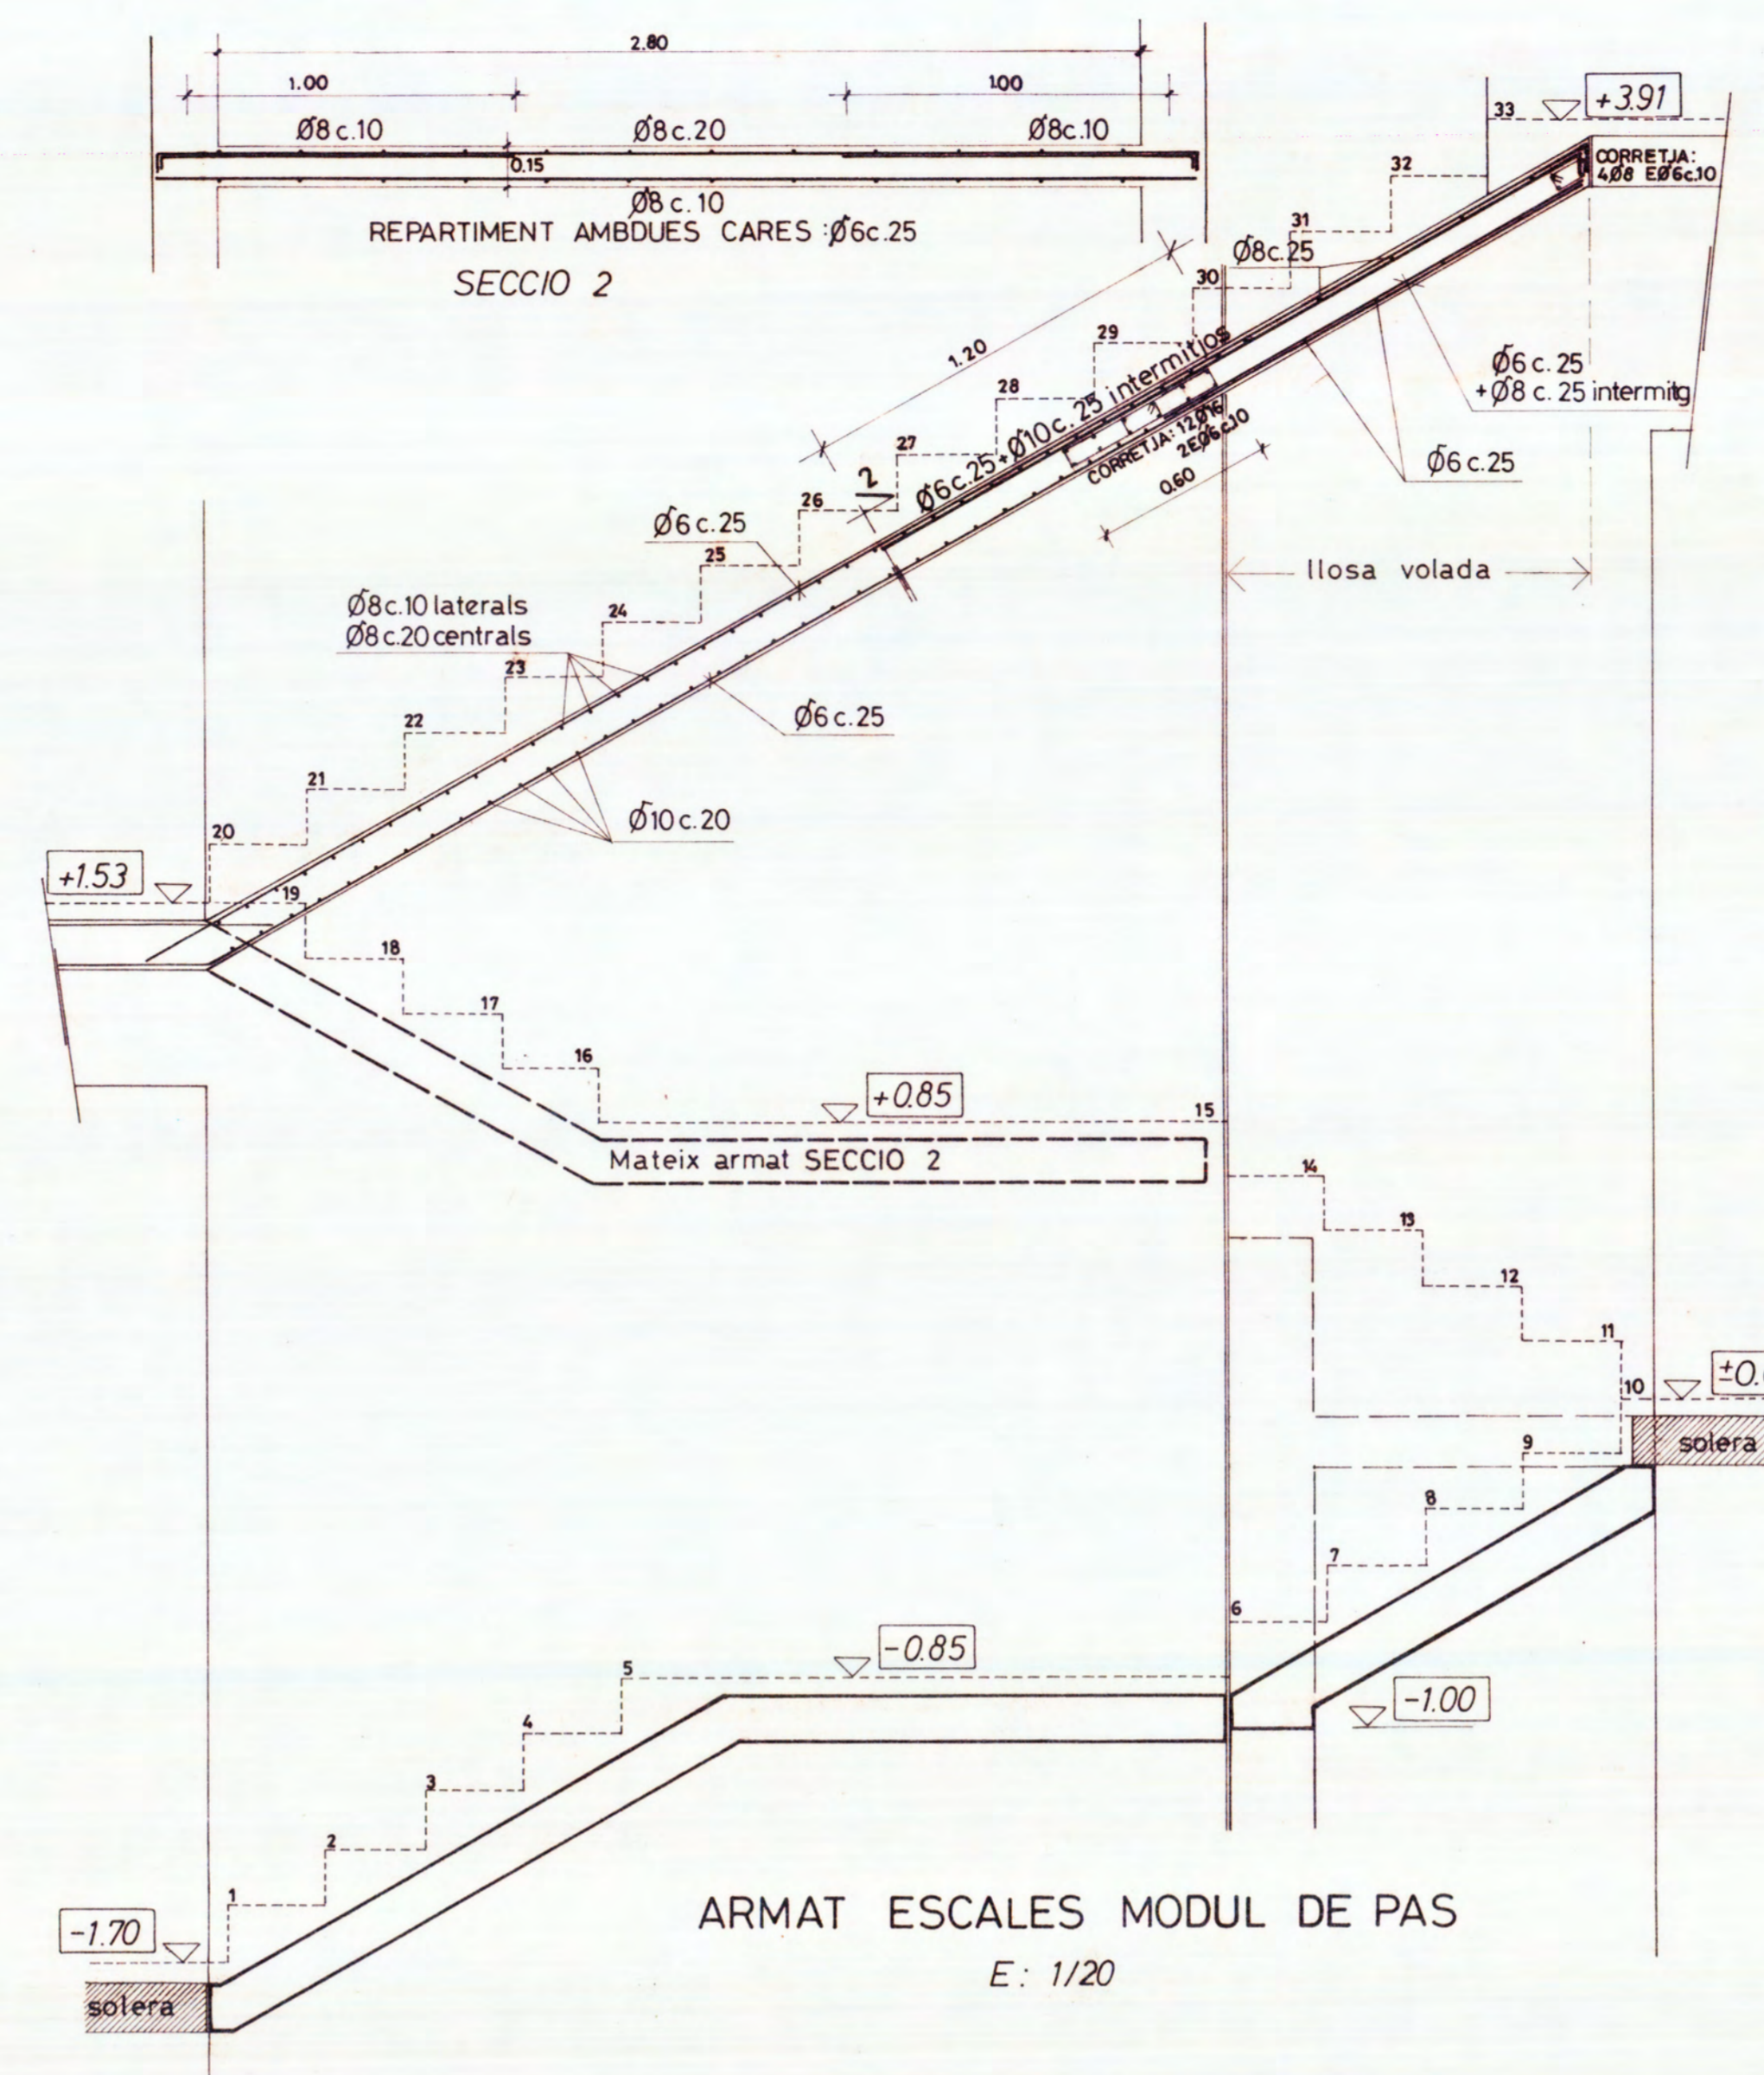 2.80
1.00
1.00
Ø8 c.10
Ø8 c.20
Ø8c.10
0.15
Ø8 c. 10
REPARTIMENT AMBDUES CARES :Ø6c.25
SECCIO 2
33
+3.91
CORRETJA:
4Ø8 EØ6c.10
32
31
Ø8c.25
30
29
1.20
28
Ø6c.25+Ø10c. 25 intermitjos
CORRETJA: 12Ø16
2EØ6c.10
0.60
Ø6 c. 25
+Ø8 c. 25 intermitg
Ø6 c.25
27
2
26
Ø6 c.25
25
llosa volada
24
Ø8c.10 laterals
Ø8 c.20 centrals
23
22
Ø6 c.25
21
Ø10 c.20
20
+1.53
19
18
17
16
+0.85
15
Mateix armat SECCIO 2
14
13
12
11
10
solera
9
8
7
6
-0.85
5
-1.00
4
3
2
1
-1.70
solera
ARMAT ESCALES MODUL DE PAS
E: 1/20